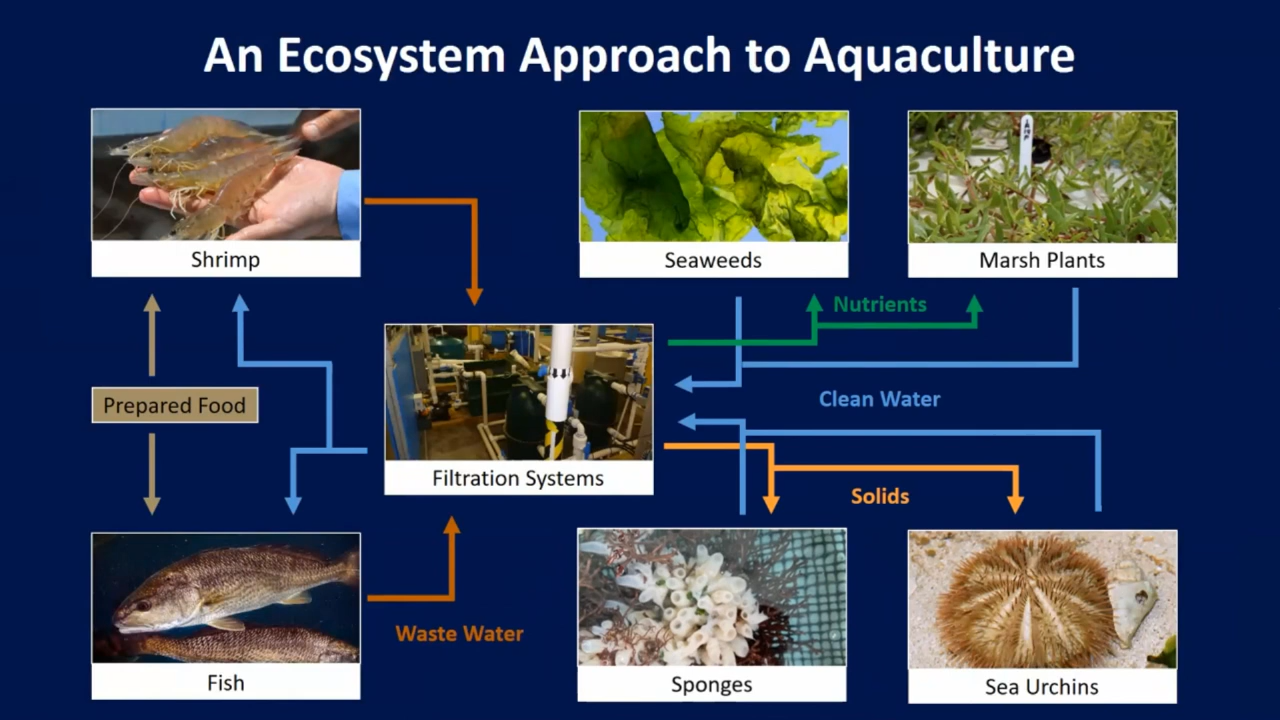 An Ecosystem Approach to Aquaculture
Shrimp
Seaweeds
Marsh Plants
Nutrients
Prepared Food
Clean Water
Filtration Systems
Solids
Waste Water
Fish
Sponges
Sea Urchins